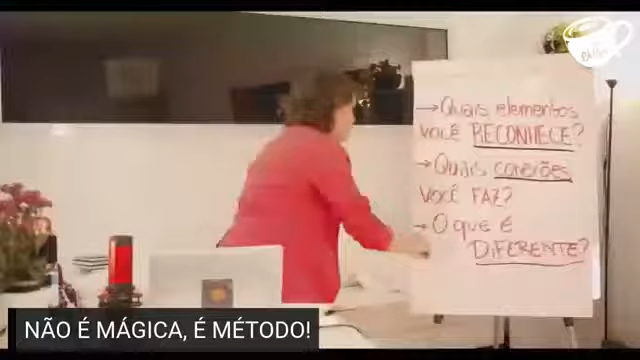 →Quais elementos
você RECONHECE?
→Quais conexões
você FAZ?
→O que é
DIFERENTE?
NÃO É MÁGICA, É MÉTODO!